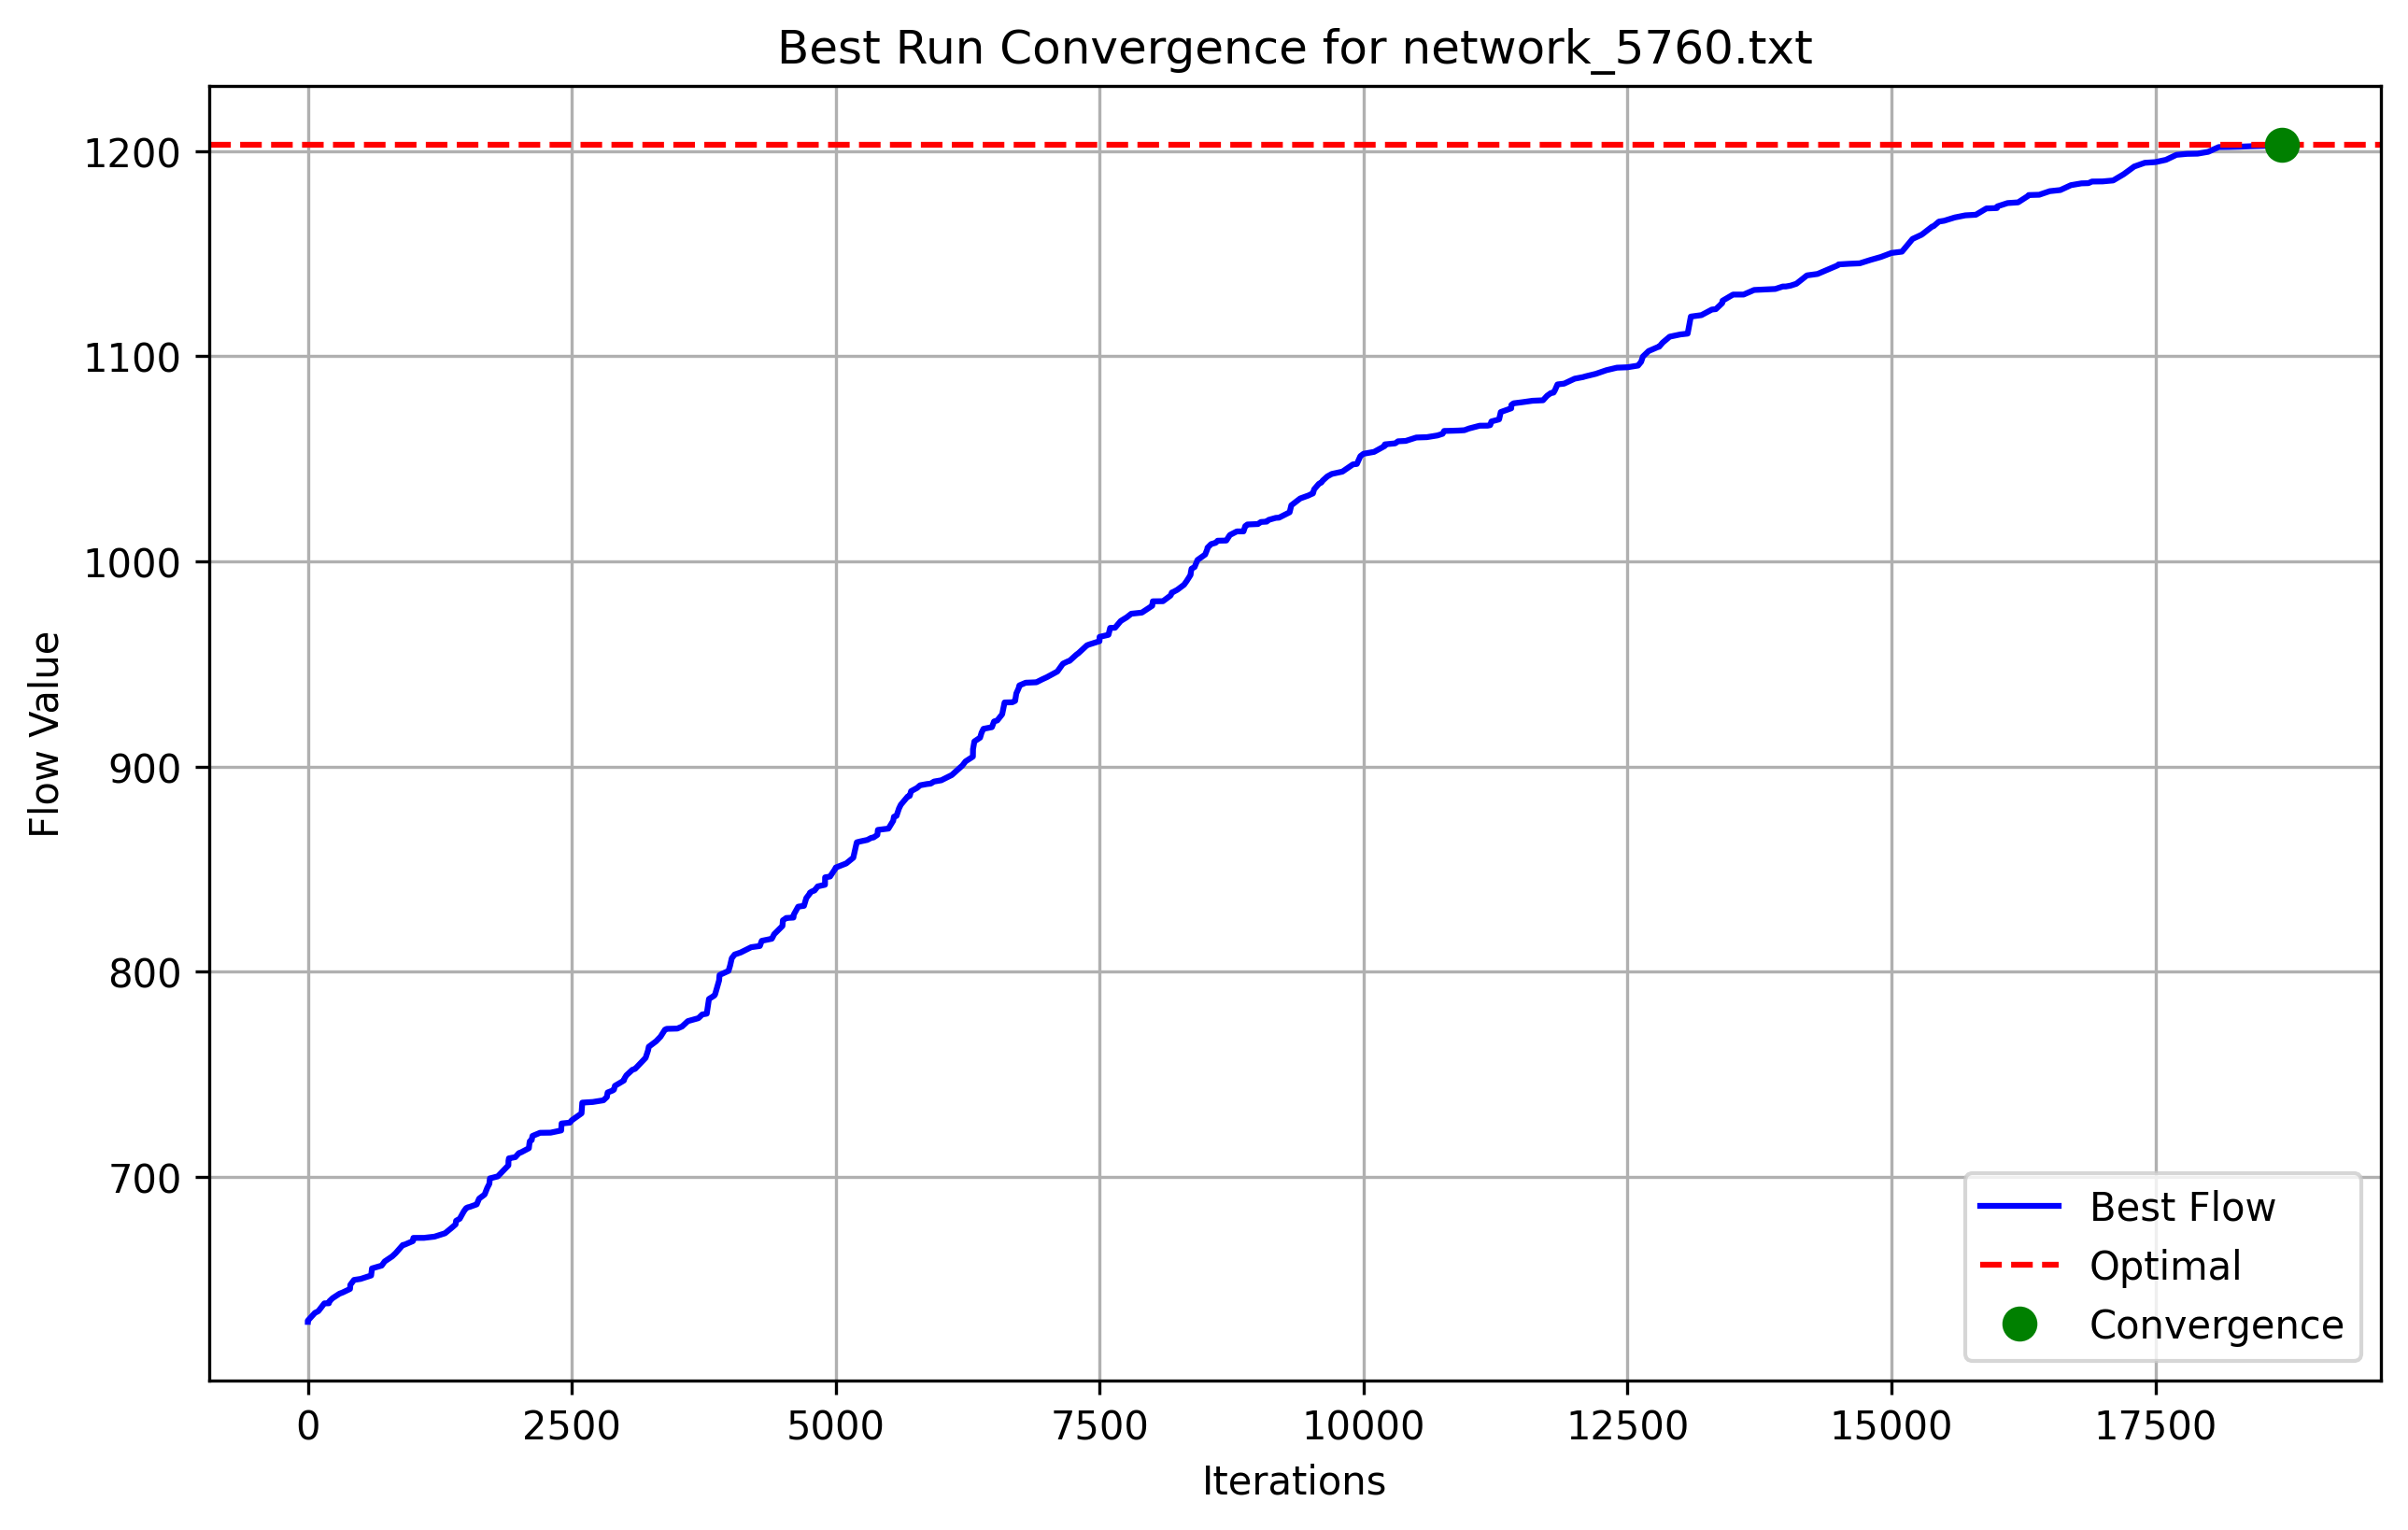 Best Run Convergence for network_5760.txt
1200
1100
1000
900
800
700
Flow Value
Best Flow
Optimal
Convergence
0 2500 5000 7500 10000 12500 15000 17500
Iterations